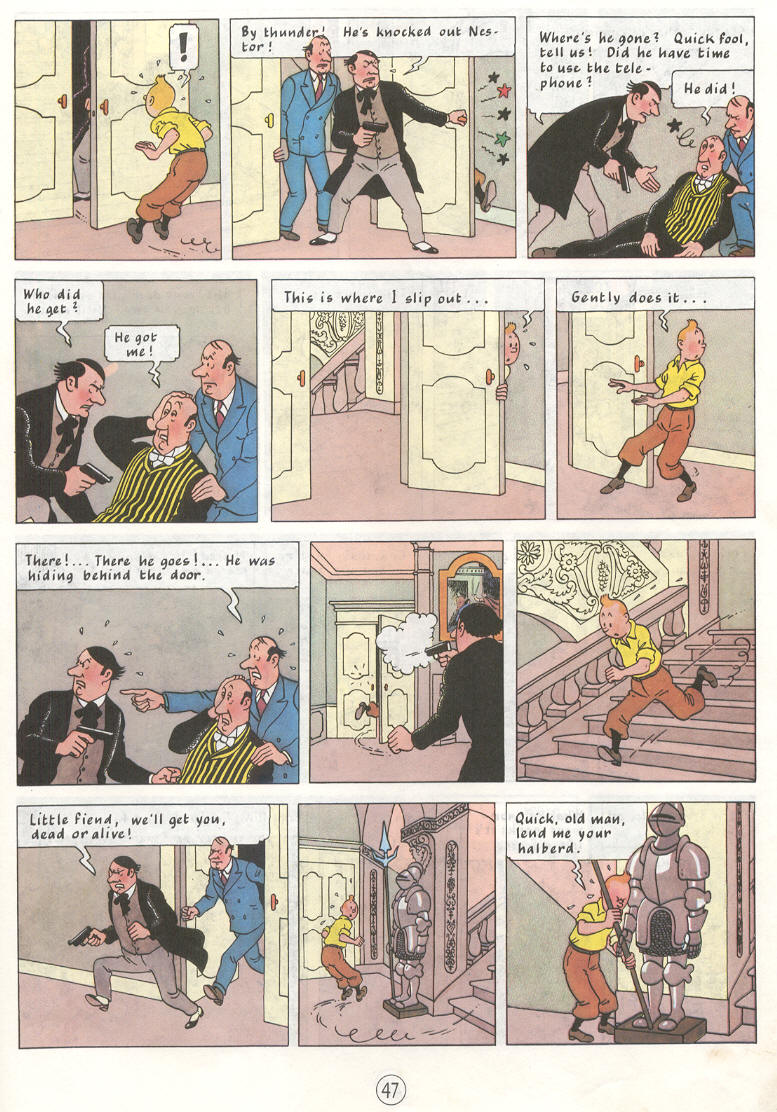 !
By thunder! He's knocked out Nes-
tor!
Where's he gone? Quick fool,
tell us! Did he have time
to use the tele-
phone?
He did!
Who did
he get?
He got
me!
This is where I slip out...
Gently does it...
There!... There he goes!... He was
hiding behind the door.
Little fiend, we'll get you,
dead or alive!
Quick, old man,
lend me your
halberd.
47